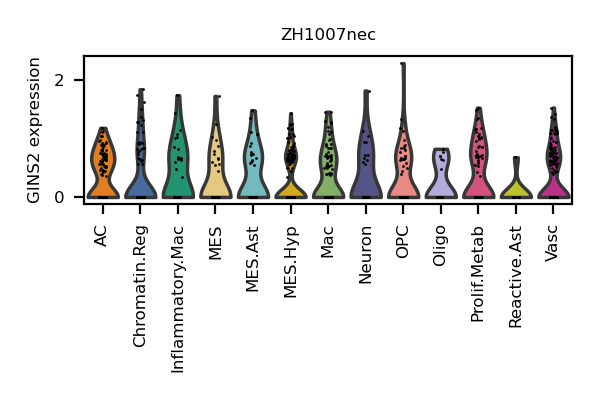 ZH1007nec
GINS2 expression
2
0
AC
Chromatin.Reg
Inflammatory.Mac
MES
MES.Ast
MES.Hyp
Mac
Neuron
OPC
Oligo
Prolif.Metab
Reactive.Ast
Vasc